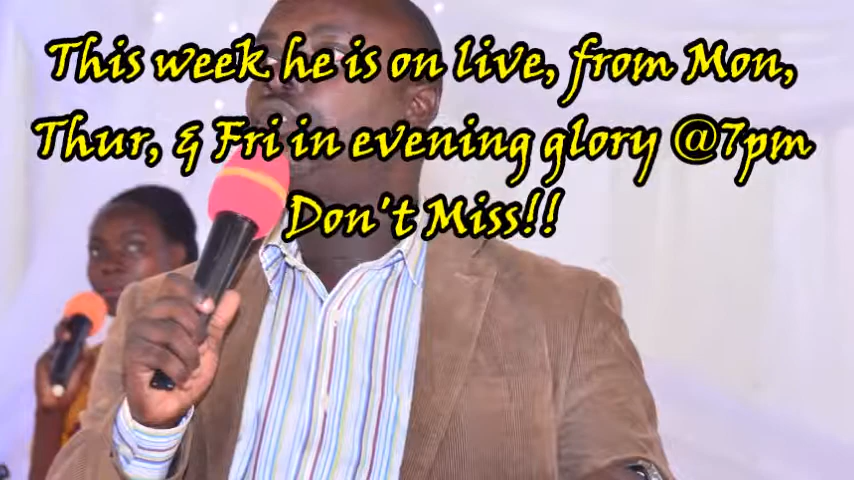 This week he is on live, from Mon,
Thur, & Fri in evening glory @7pm
Don't Miss!!